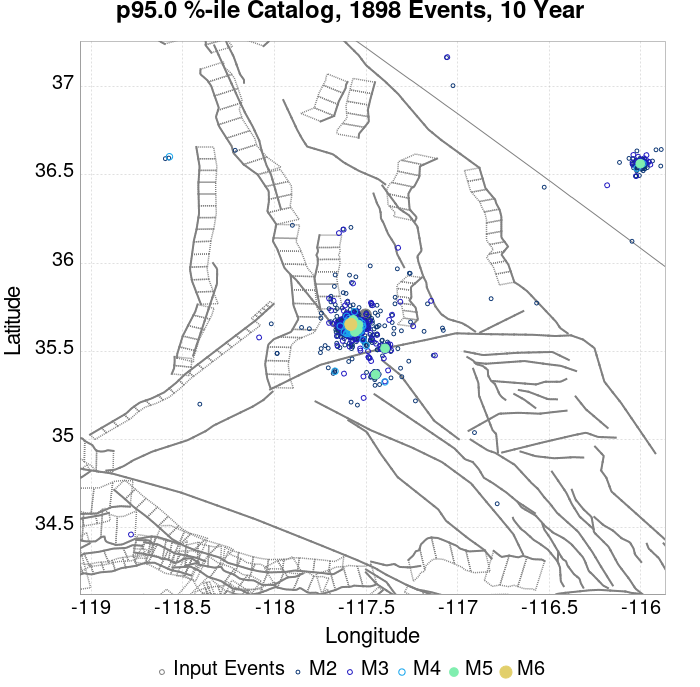 p95.0 %-ile Catalog, 1898 Events, 10 Year
37
36.5
36
35.5
35
34.5
Latitude
-119 -118.5 -118 -117.5 -117 -116.5 -116
Longitude
Input Events M2 M3 M4 M5 M6